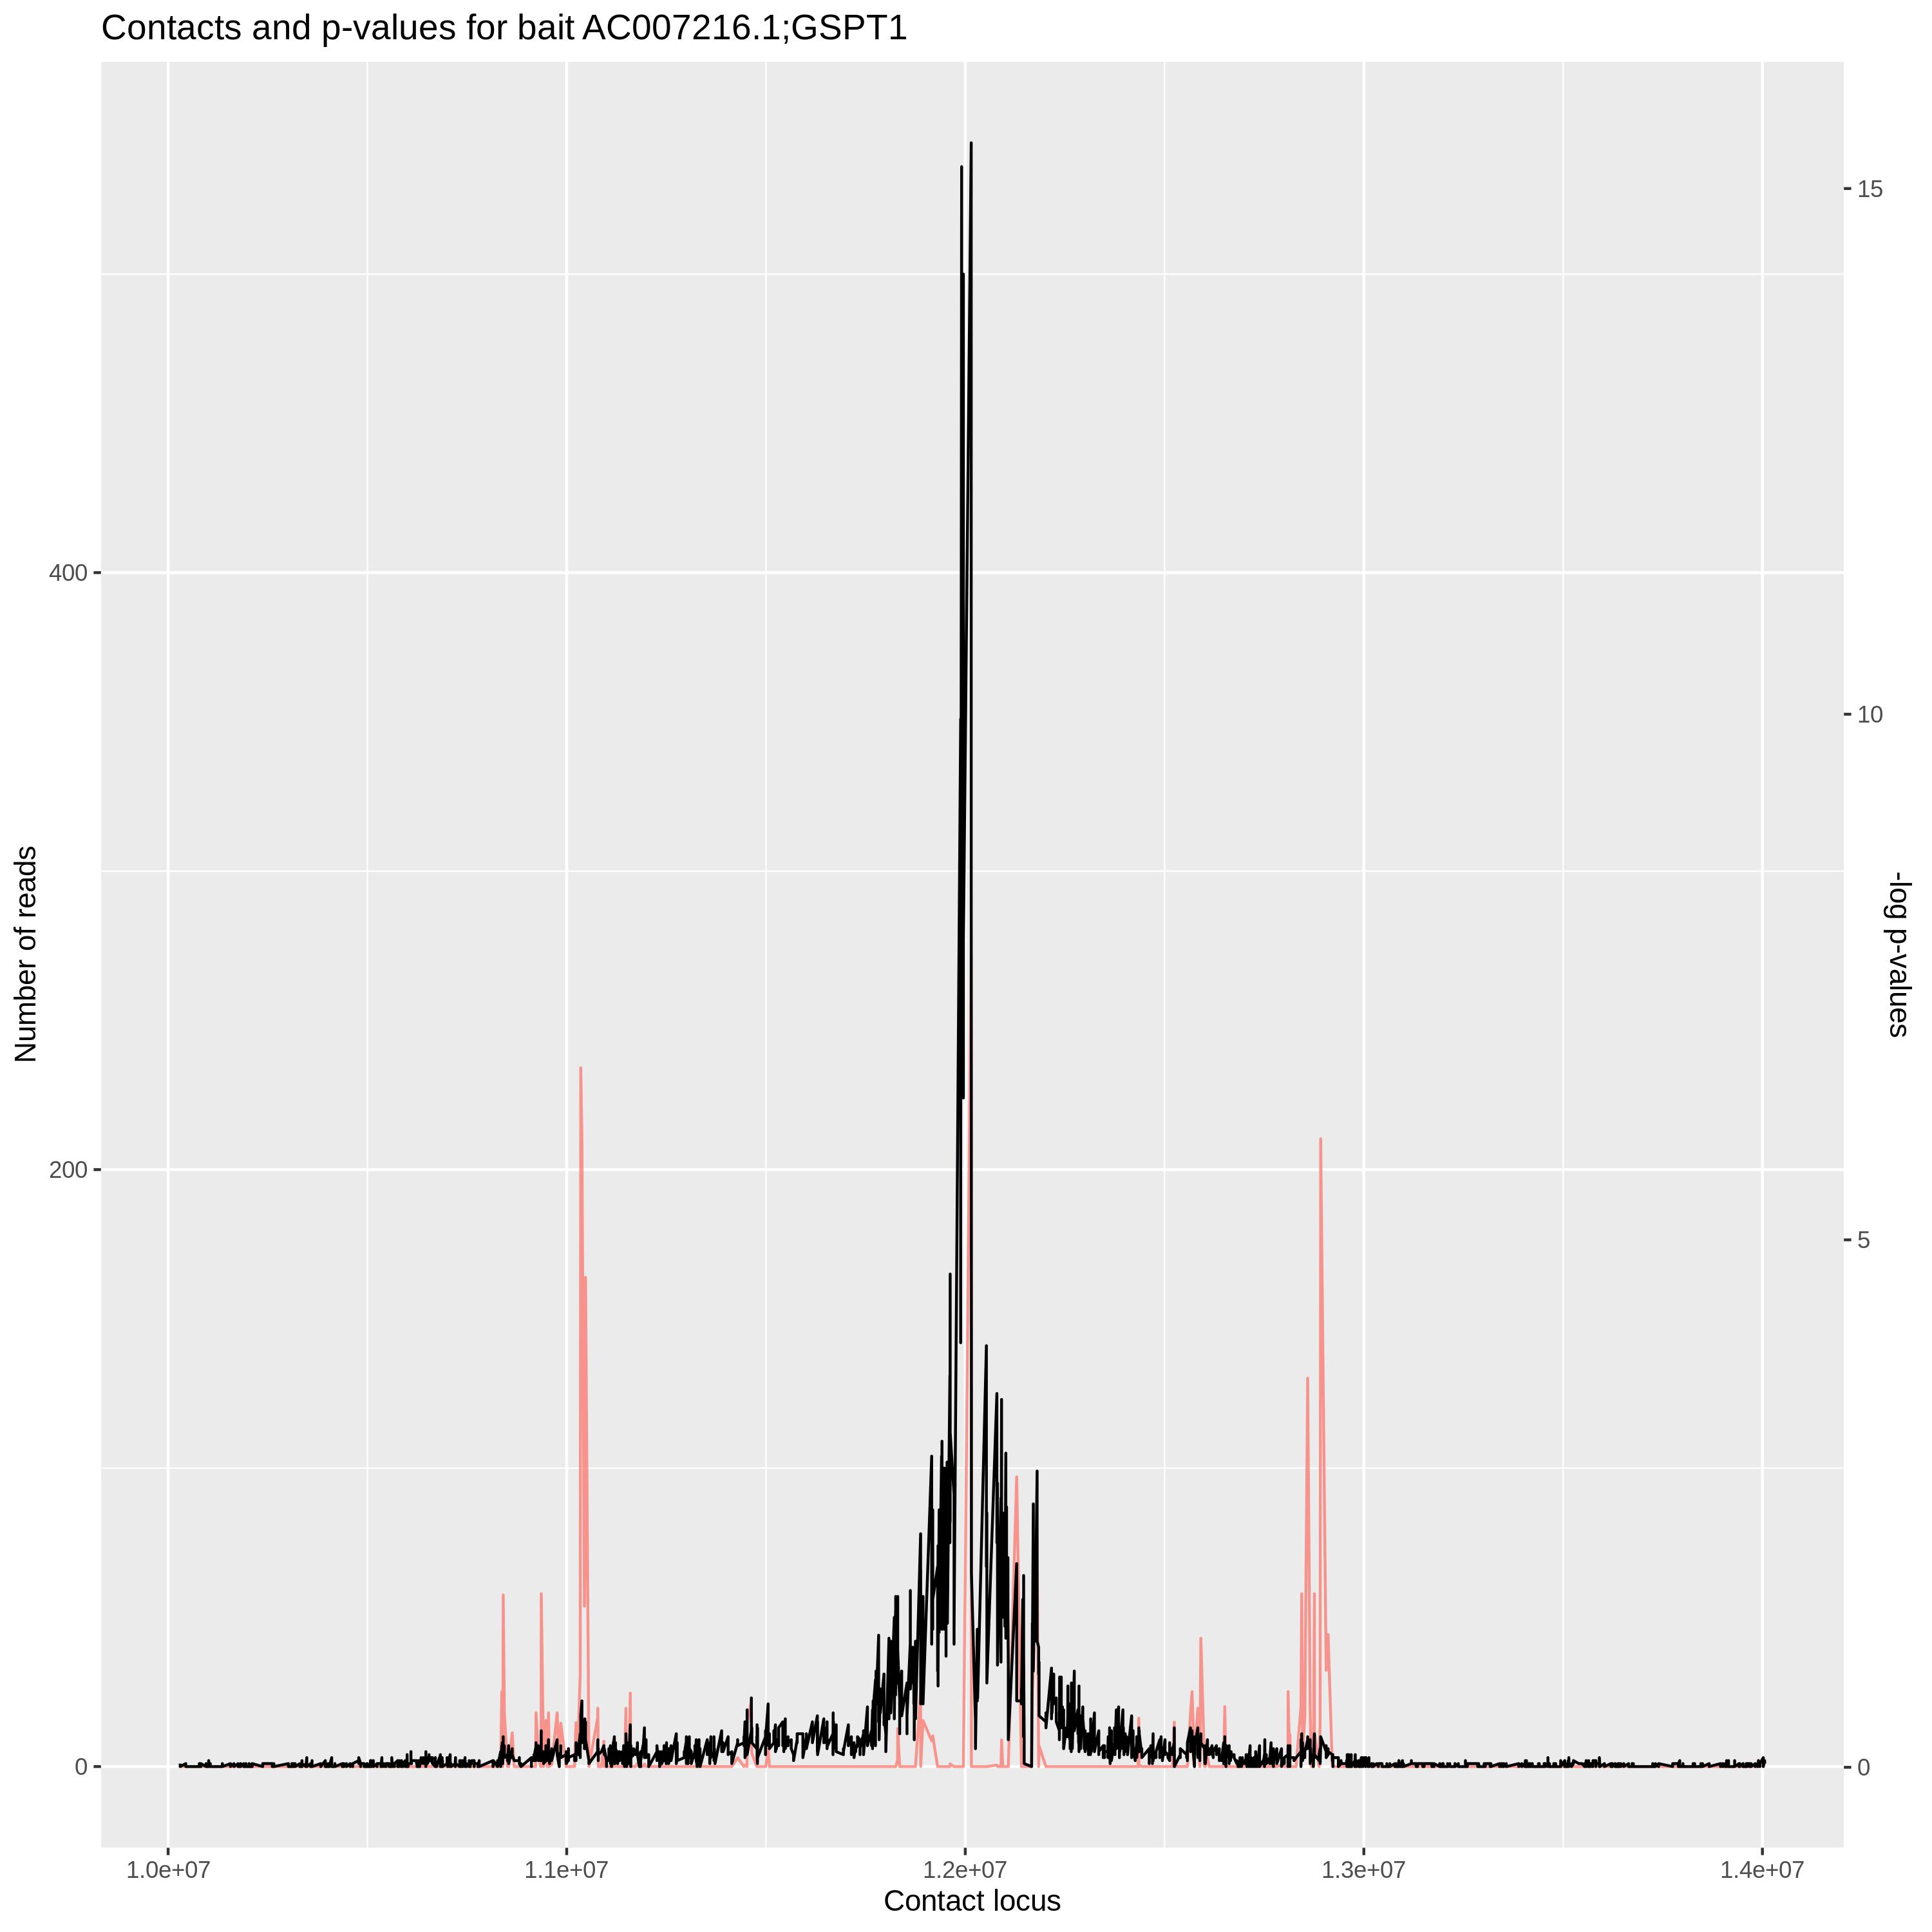 Contacts and p-values for bait AC007216.1;GSPT1
Number of reads
400
200
0
15
10
5
0
-log p-values
1.0e+07 1.1e+07 1.2e+07 1.3e+07 1.4e+07
Contact locus